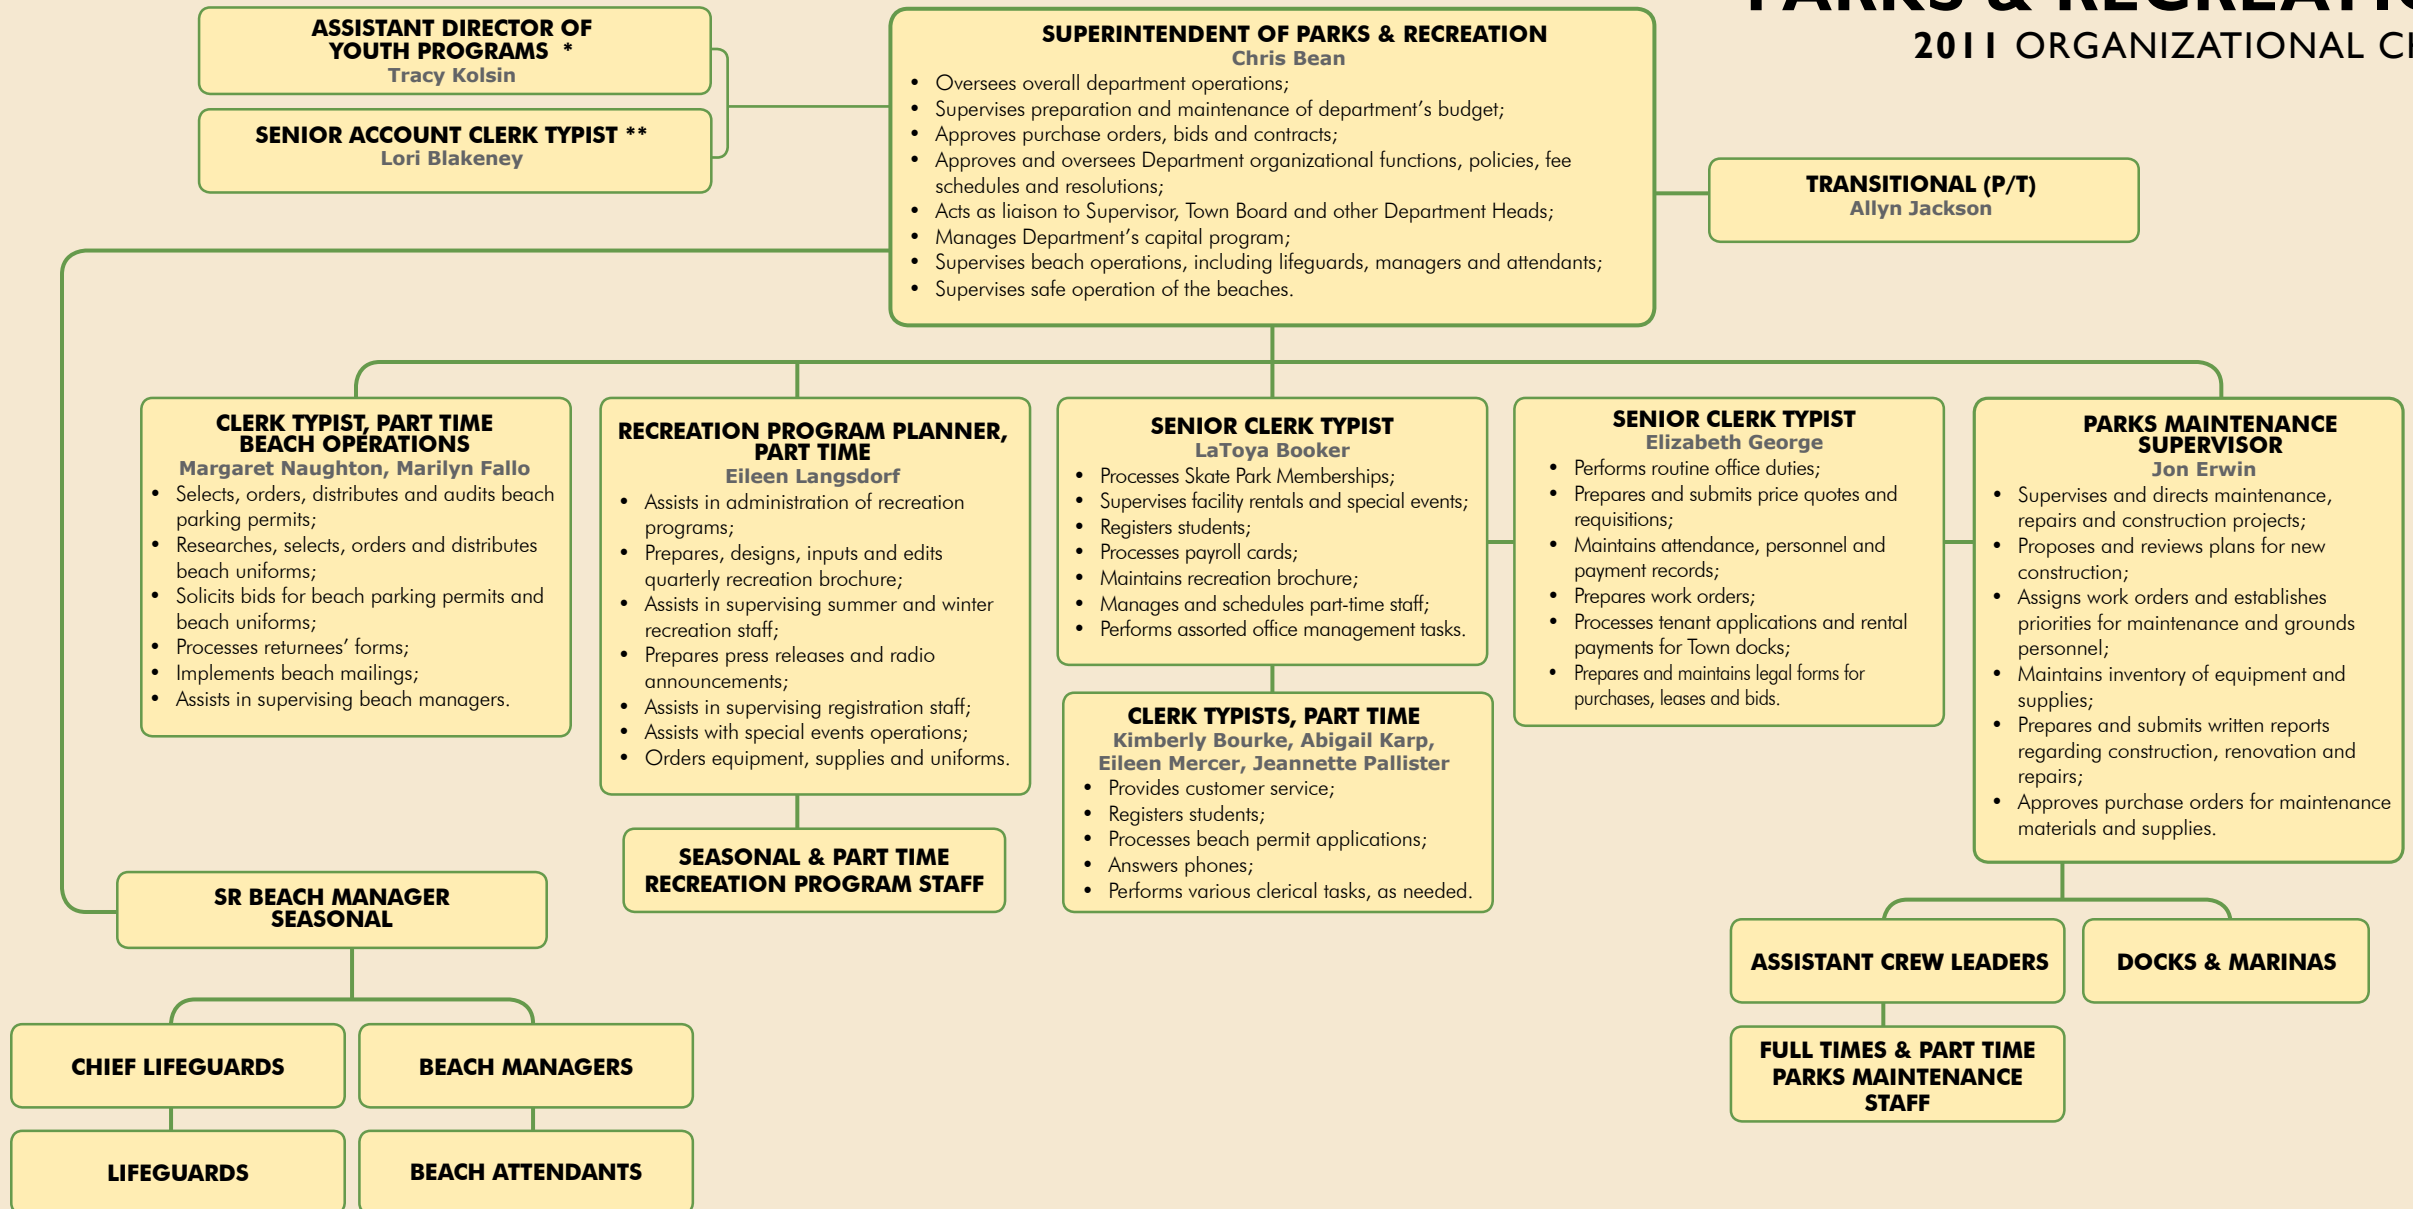 PARKS & RECREATIO
2011 ORGANIZATIONAL CH
ASSISTANT DIRECTOR OF
YOUTH PROGRAMS *
Tracy Kolsin
SENIOR ACCOUNT CLERK TYPIST **
Lori Blakeney
SUPERINTENDENT OF PARKS & RECREATION
Chris Bean
• Oversees overall department operations;
• Supervises preparation and maintenance of department's budget;
• Approves purchase orders, bids and contracts;
• Approves and oversees Department organizational functions, policies, fee
schedules and resolutions;
• Acts as liaison to Supervisor, Town Board and other Department Heads;
• Manages Department's capital program;
• Supervises beach operations, including lifeguards, managers and attendants;
• Supervises safe operation of the beaches.
TRANSITIONAL (P/T)
Allyn Jackson
CLERK TYPIST, PART TIME
BEACH OPERATIONS
Margaret Naughton, Marilyn Fallo
• Selects, orders, distributes and audits beach
parking permits;
• Researches, selects, orders and distributes
beach uniforms;
• Solicits bids for beach parking permits and
beach uniforms;
• Processes returnees' forms;
• Implements beach mailings;
• Assists in supervising beach managers.
RECREATION PROGRAM PLANNER,
PART TIME
Eileen Langsdorf
• Assists in administration of recreation
programs;
• Prepares, designs, inputs and edits
quarterly recreation brochure;
• Assists in supervising summer and winter
recreation staff;
• Prepares press releases and radio
announcements;
• Assists in supervising registration staff;
• Assists with special events operations;
• Orders equipment, supplies and uniforms.
SEASONAL & PART TIME
RECREATION PROGRAM STAFF
SENIOR CLERK TYPIST
LaToya Booker
• Processes Skate Park Memberships;
• Supervises facility rentals and special events;
• Registers students;
• Processes payroll cards;
• Maintains recreation brochure;
• Manages and schedules part-time staff;
• Performs assorted office management tasks.
CLERK TYPISTS, PART TIME
Kimberly Bourke, Abigail Karp,
Eileen Mercer, Jeannette Pallister
• Provides customer service;
• Registers students;
• Processes beach permit applications;
• Answers phones;
• Performs various clerical tasks, as needed.
SENIOR CLERK TYPIST
Elizabeth George
• Performs routine office duties;
• Prepares and submits price quotes and
requisitions;
• Maintains attendance, personnel and
payment records;
• Prepares work orders;
• Processes tenant applications and rental
payments for Town docks;
• Prepares and maintains legal forms for
purchases, leases and bids.
PARKS MAINTENANCE
SUPERVISOR
Jon Erwin
• Supervises and directs maintenance,
repairs and construction projects;
• Proposes and reviews plans for new
construction;
• Assigns work orders and establishes
priorities for maintenance and grounds
personnel;
• Maintains inventory of equipment and
supplies;
• Prepares and submits written reports
regarding construction, renovation and
repairs;
• Approves purchase orders for maintenance
materials and supplies.
SR BEACH MANAGER
SEASONAL
CHIEF LIFEGUARDS
BEACH MANAGERS
LIFEGUARDS
BEACH ATTENDANTS
ASSISTANT CREW LEADERS
DOCKS & MARINAS
FULL TIMES & PART TIME
PARKS MAINTENANCE
STAFF